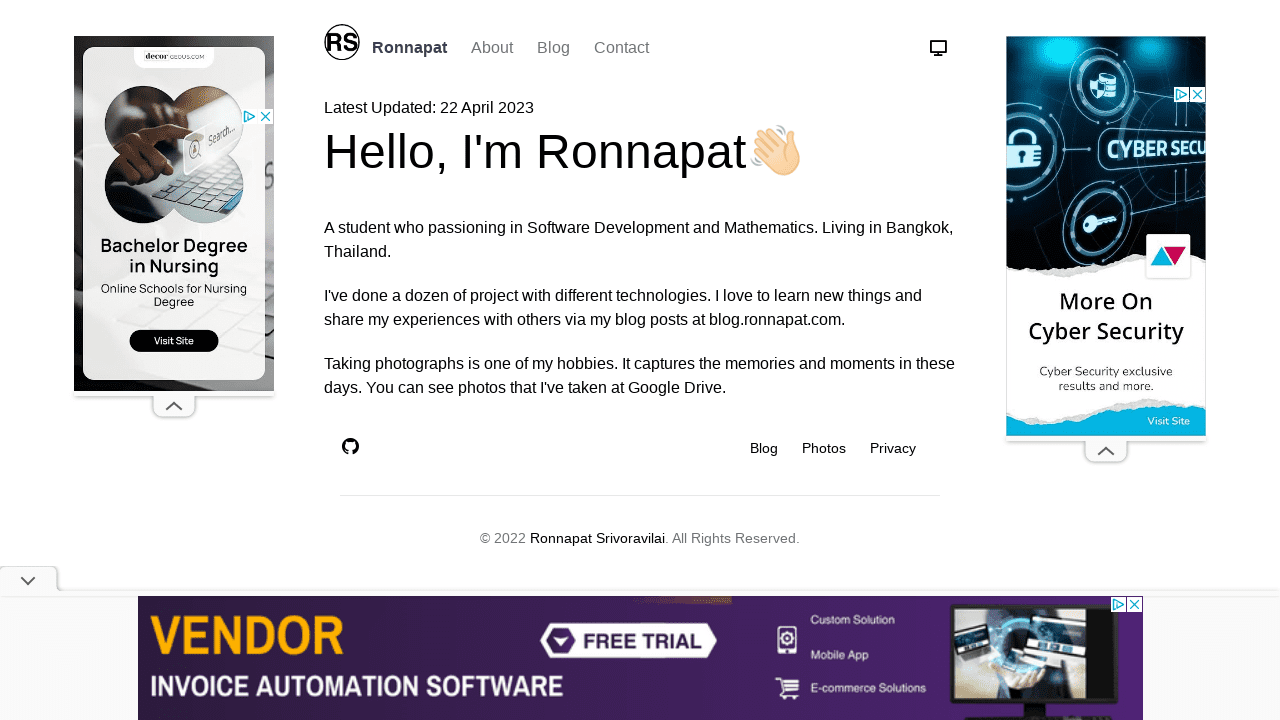 RS Ronnapat About Blog Contact
Latest Updated: 22 April 2023
Hello, I'm Ronnapat
A student who passioning in Software Development and Mathematics. Living in Bangkok,
Thailand.
I've done a dozen of project with different technologies. I love to learn new things and
share my experiences with others via my blog posts at blog.ronnapat.com.
Taking photographs is one of my hobbies. It captures the memories and moments in these
days. You can see photos that I've taken at Google Drive.
Blog Photos Privacy
© 2022 Ronnapat Srivoravilai. All Rights Reserved.
decorGEOUS.COM
Search...
Bachelor Degree
in Nursing
Online Schools for Nursing
Degree
Visit Site
CYBER SECU
More On
Cyber Security
Cyber Security exclusive
results and more.
Visit Site
VENDOR
INVOICE AUTOMATION SOFTWARE
FREE TRIAL
Custom Solution
Mobile App
E-commerce Solutions